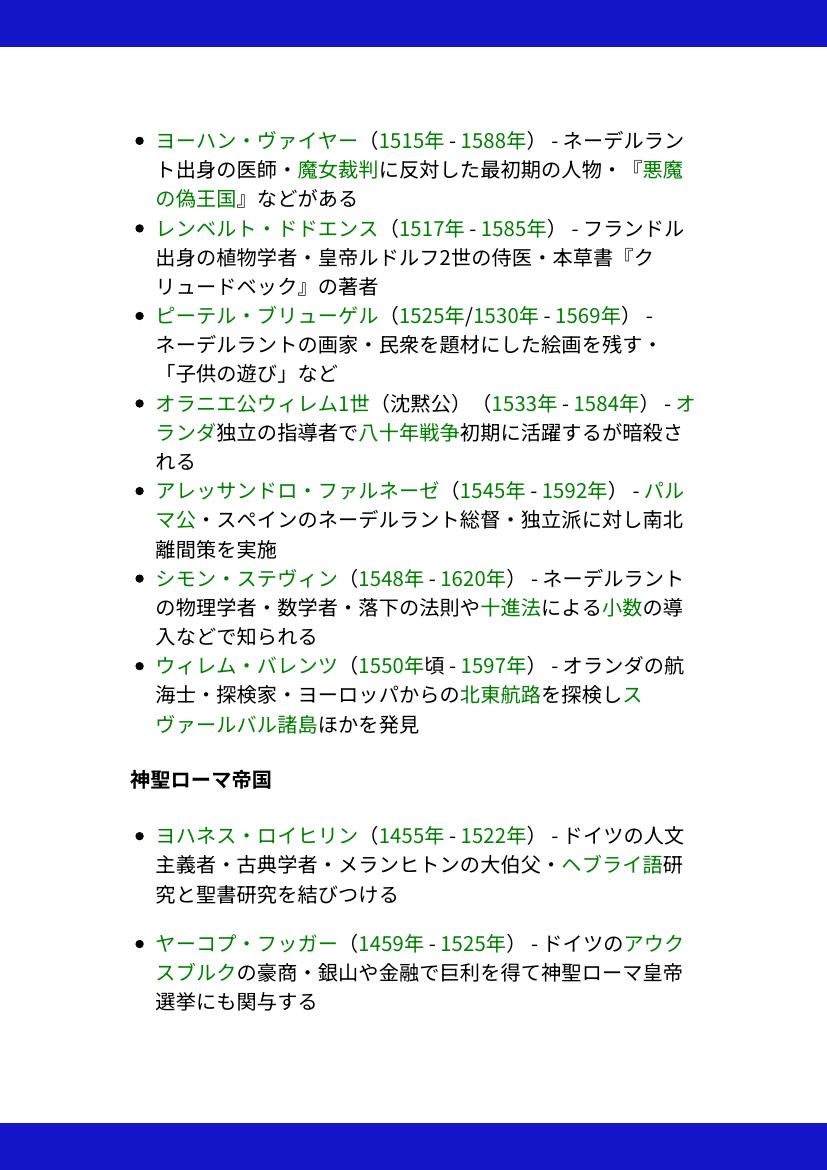 • ヨーハン・ヴァイヤー（1515年 - 1588年） - ネーデルラン
ト出身の医師・魔女裁判に反対した最初期の人物・『悪魔
の偽王国』などがある
• レンベルト・ドドエンス（1517年 - 1585年） - フランドル
出身の植物学者・皇帝ルドルフ2世の侍医・本草書『ク
リュードベック』の著者
• ピーテル・ブリューゲル（1525年/1530年 - 1569年） -
ネーデルラントの画家・民衆を題材にした絵画を残す・
「子供の遊び」など
• オラニエ公ウィレム1世（沈黙公）（1533年 - 1584年） - オ
ランダ独立の指導者で八十年戦争初期に活躍するが暗殺さ
れる
• アレッサンドロ・ファルネーゼ（1545年 - 1592年） - パル
マ公・スペインのネーデルラント総督・独立派に対し南北
離間策を実施
• シモン・ステヴィン（1548年 - 1620年） - ネーデルラント
の物理学者・数学者・落下の法則や十進法による小数の導
入などで知られる
• ウィレム・バレンツ（1550年頃 - 1597年） - オランダの航
海士・探検家・ヨーロッパからの北東航路を探検しス
ヴァールバル諸島ほかを発見
神聖ローマ帝国
• ヨハネス・ロイヒリン（1455年 - 1522年） - ドイツの人文
主義者・古典学者・メランヒトンの大伯父・ヘブライ語研
究と聖書研究を結びつける
• ヤーコプ・フッガー（1459年 - 1525年） - ドイツのアウク
スブルクの豪商・銀山や金融で巨利を得て神聖ローマ皇帝
選挙にも関与する